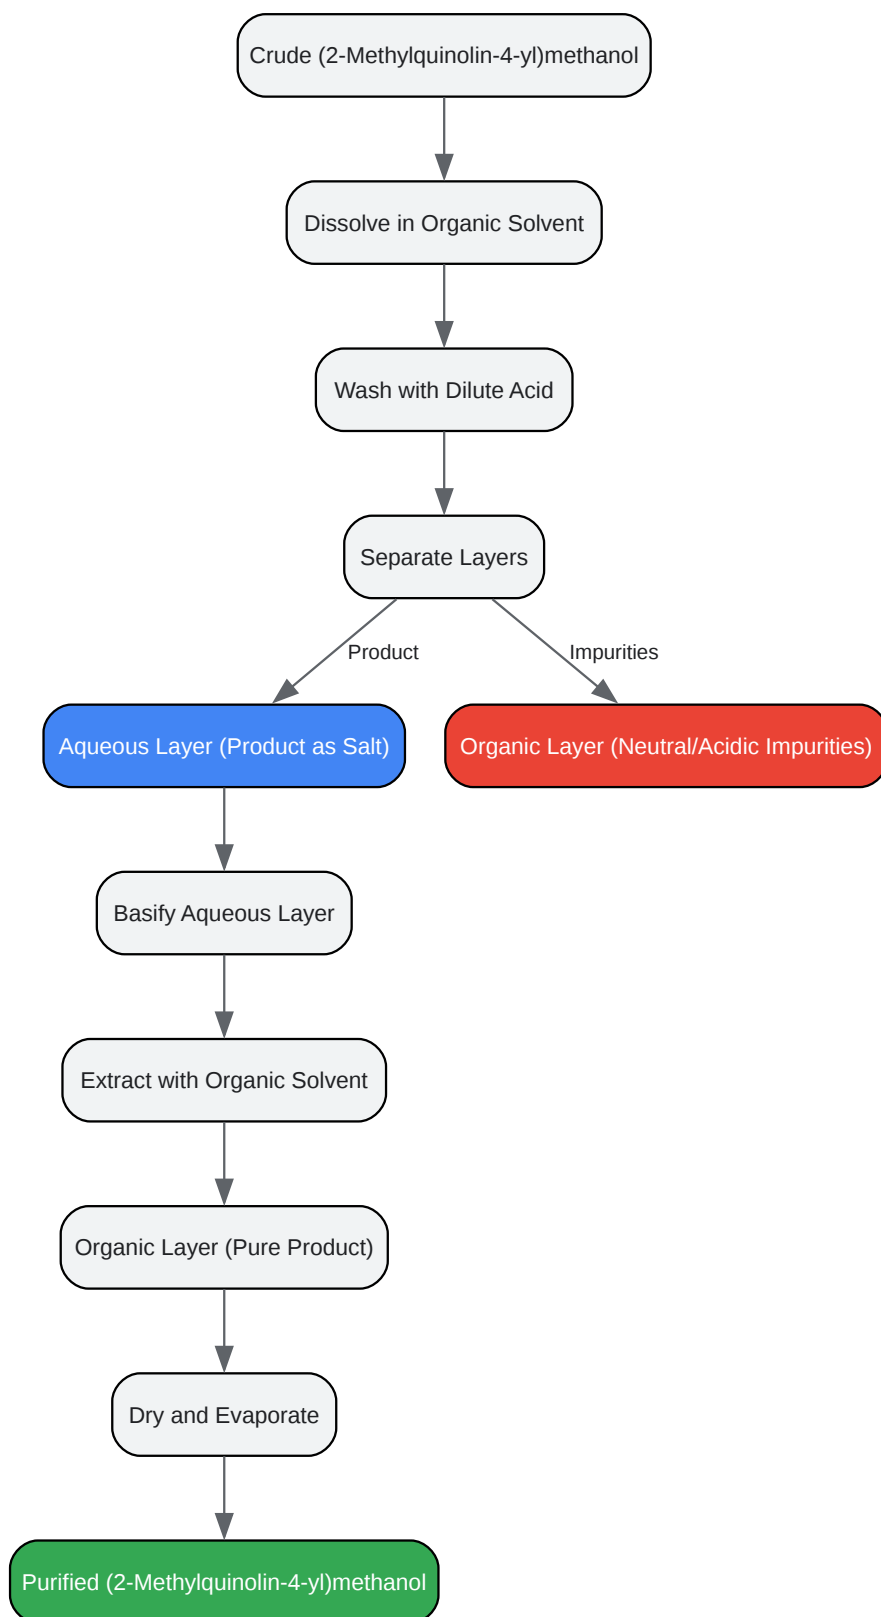 Crude (2-Methylquinolin-4-yl)methanol
Dissolve in Organic Solvent
Wash with Dilute Acid
Separate Layers
Product
Impurities
Aqueous Layer (Product as Salt)
Organic Layer (Neutral/Acidic Impurities)
Basify Aqueous Layer
Extract with Organic Solvent
Organic Layer (Pure Product)
Dry and Evaporate
Purified (2-Methylquinolin-4-yl)methanol